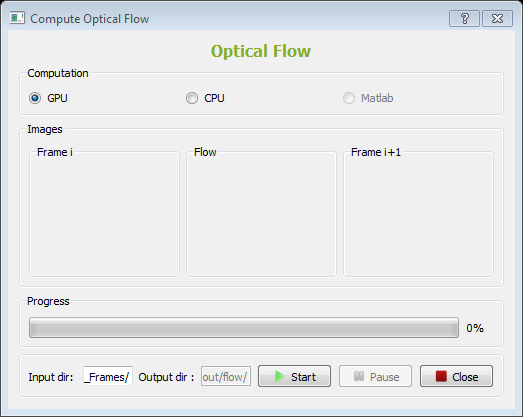 Compute Optical Flow
Optical Flow
Computation
GPU CPU Matlab
Images
Frame i Flow Frame i+1
Progress
0%
Input dir: _Frames/ Output dir : out/flow/ Start Pause Close